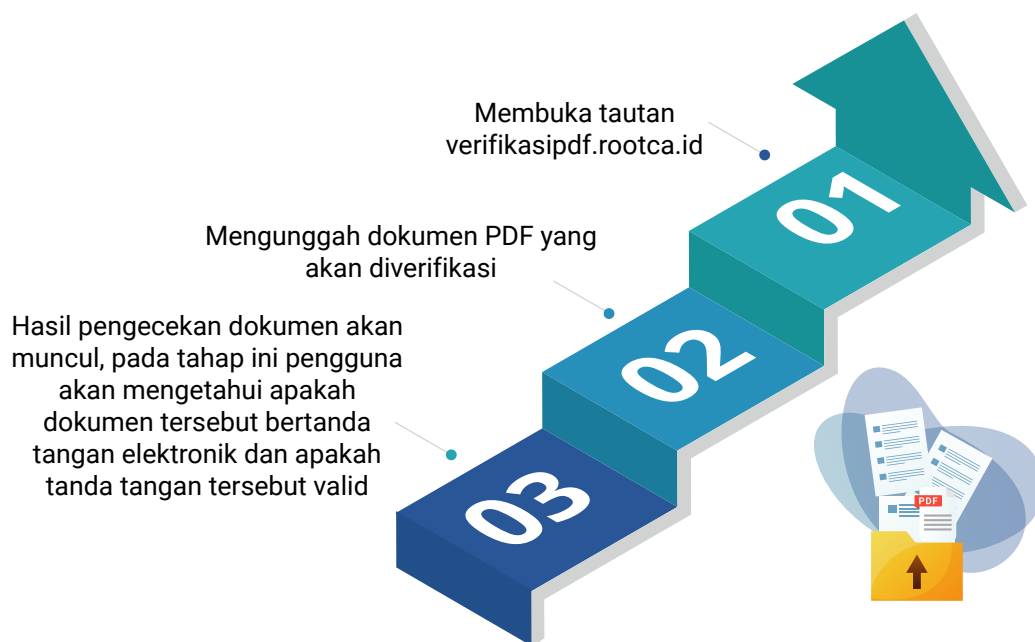 Membuka tautan
verifikasipdf.rootca.id
01
Mengunggah dokumen PDF yang
akan diverifikasi
02
Hasil pengecekan dokumen akan
muncul, pada tahap ini pengguna
akan mengetahui apakah
dokumen tersebut bertanda
tangan elektronik dan apakah
tanda tangan tersebut valid
03
PDF